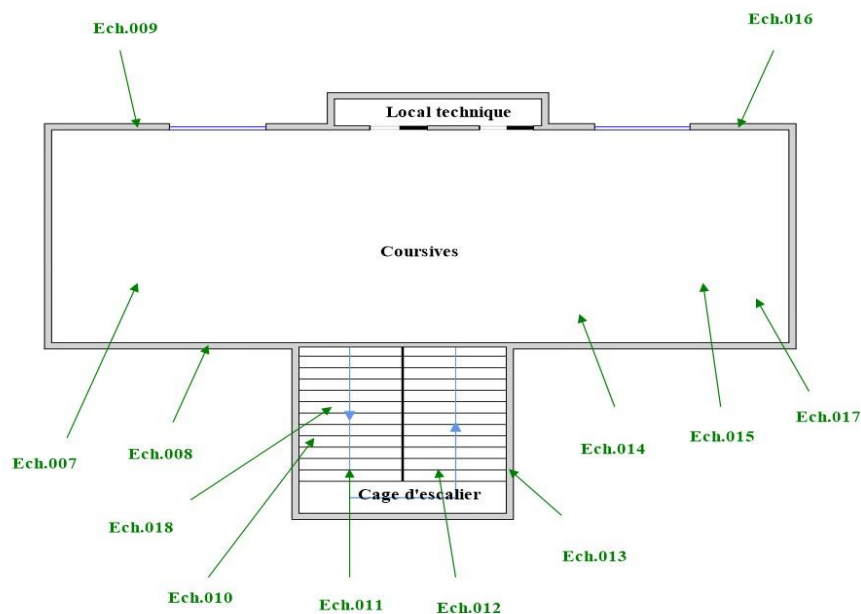 Ech.009
Ech.016
Local technique
Coursives
Ech.017
Ech.014
Ech.015
Ech.008
Ech.007
Cage d'escalier
Ech.018
Ech.013
Ech.010
Ech.011
Ech.012